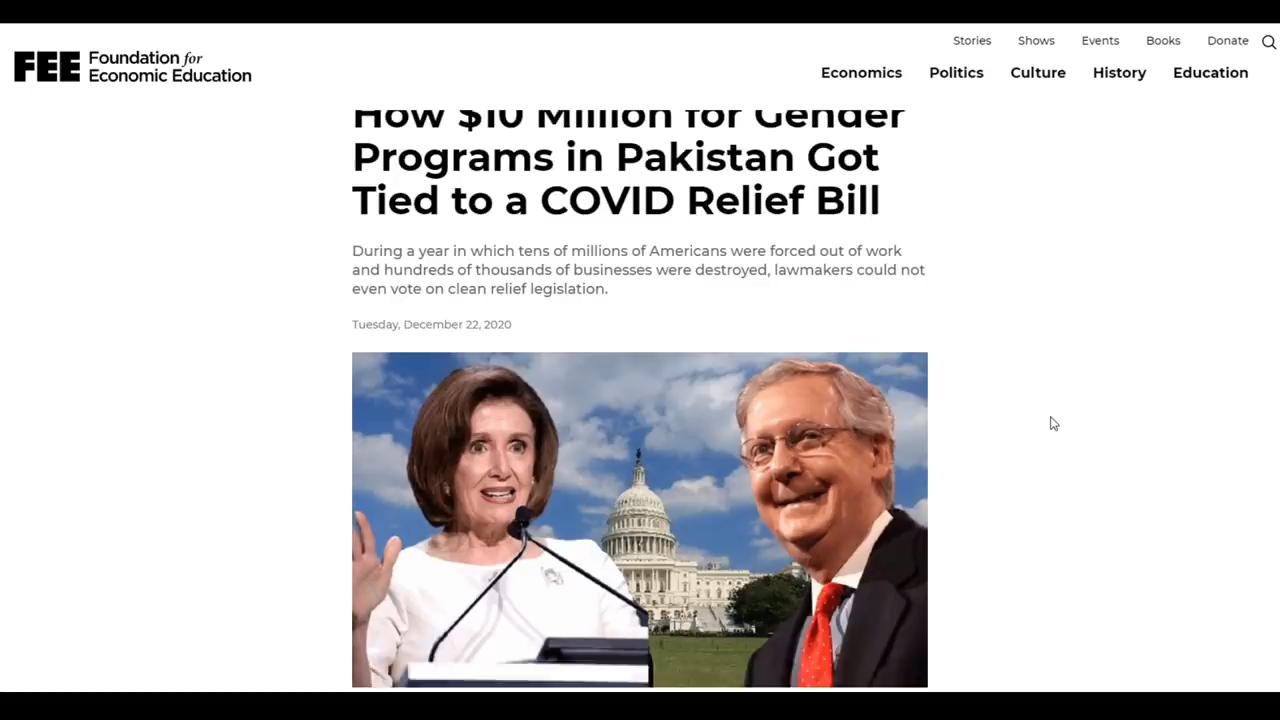 Stories Shows Events Books Donate
FEE Foundation for
Economic Education
Economics Politics Culture History Education
How $10 Million for Gender
Programs in Pakistan Got
Tied to a COVID Relief Bill
During a year in which tens of millions of Americans were forced out of work
and hundreds of thousands of businesses were destroyed, lawmakers could not
even vote on clean relief legislation.
Tuesday, December 22, 2020